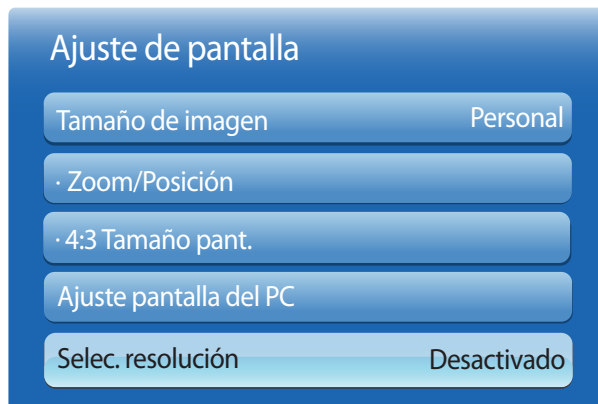 Ajuste de pantalla
Tamaño de imagen Personal
· Zoom/Posición
· 4:3 Tamaño pant.
Ajuste pantalla del PC
Selec. resolución Desactivado